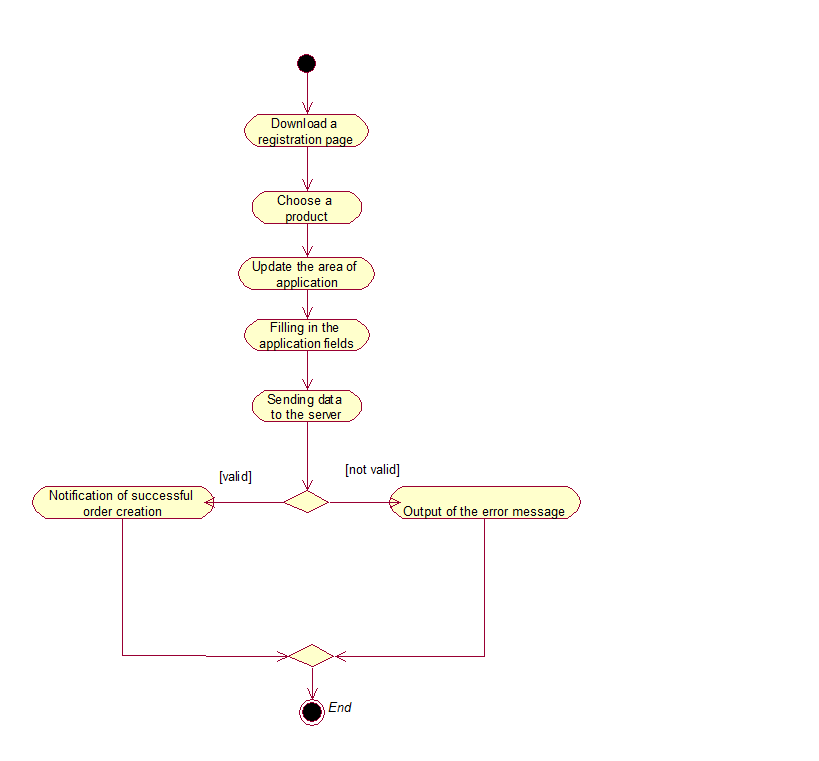 Download a
registration page
Choose a
product
Update the area of
application
Filling in the
application fields
Sending data
to the server
[valid]
[not valid]
Notification of successful
order creation
Output of the error message
End